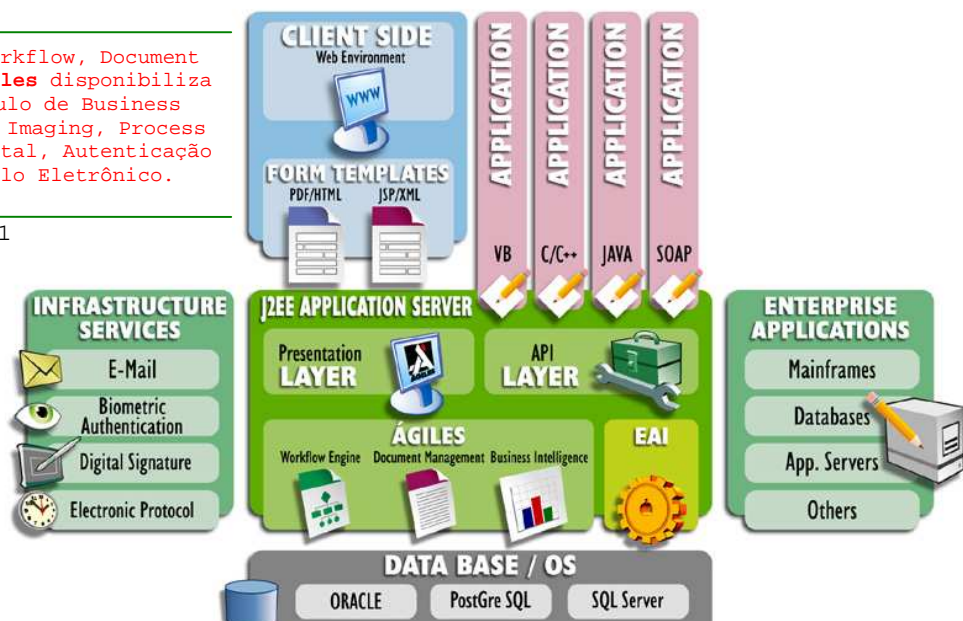 rkflow, Document
les disponibiliza
ulo de Business
Imaging, Process
tal, Autenticação
lo Eletrônico.
1
CLIENT SIDE
Web Environment
WWW
FORM TEMPLATES
PDF/HTML JSP/XML
APPLICATION
VB
APPLICATION
C/C++
APPLICATION
JAVA
APPLICATION
SOAP
INFRASTRUCTURE
SERVICES
E-Mail
Biometric
Authentication
Digital Signature
Electronic Protocol
J2EE APPLICATION SERVER
Presentation
LAYER
API
LAYER
ÁGILES
Workflow Engine Document Management Business Intelligence
EAI
ENTERPRISE
APPLICATIONS
Mainframes
Databases
App. Servers
Others
DATA BASE / OS
ORACLE PostGre SQL SQL Server